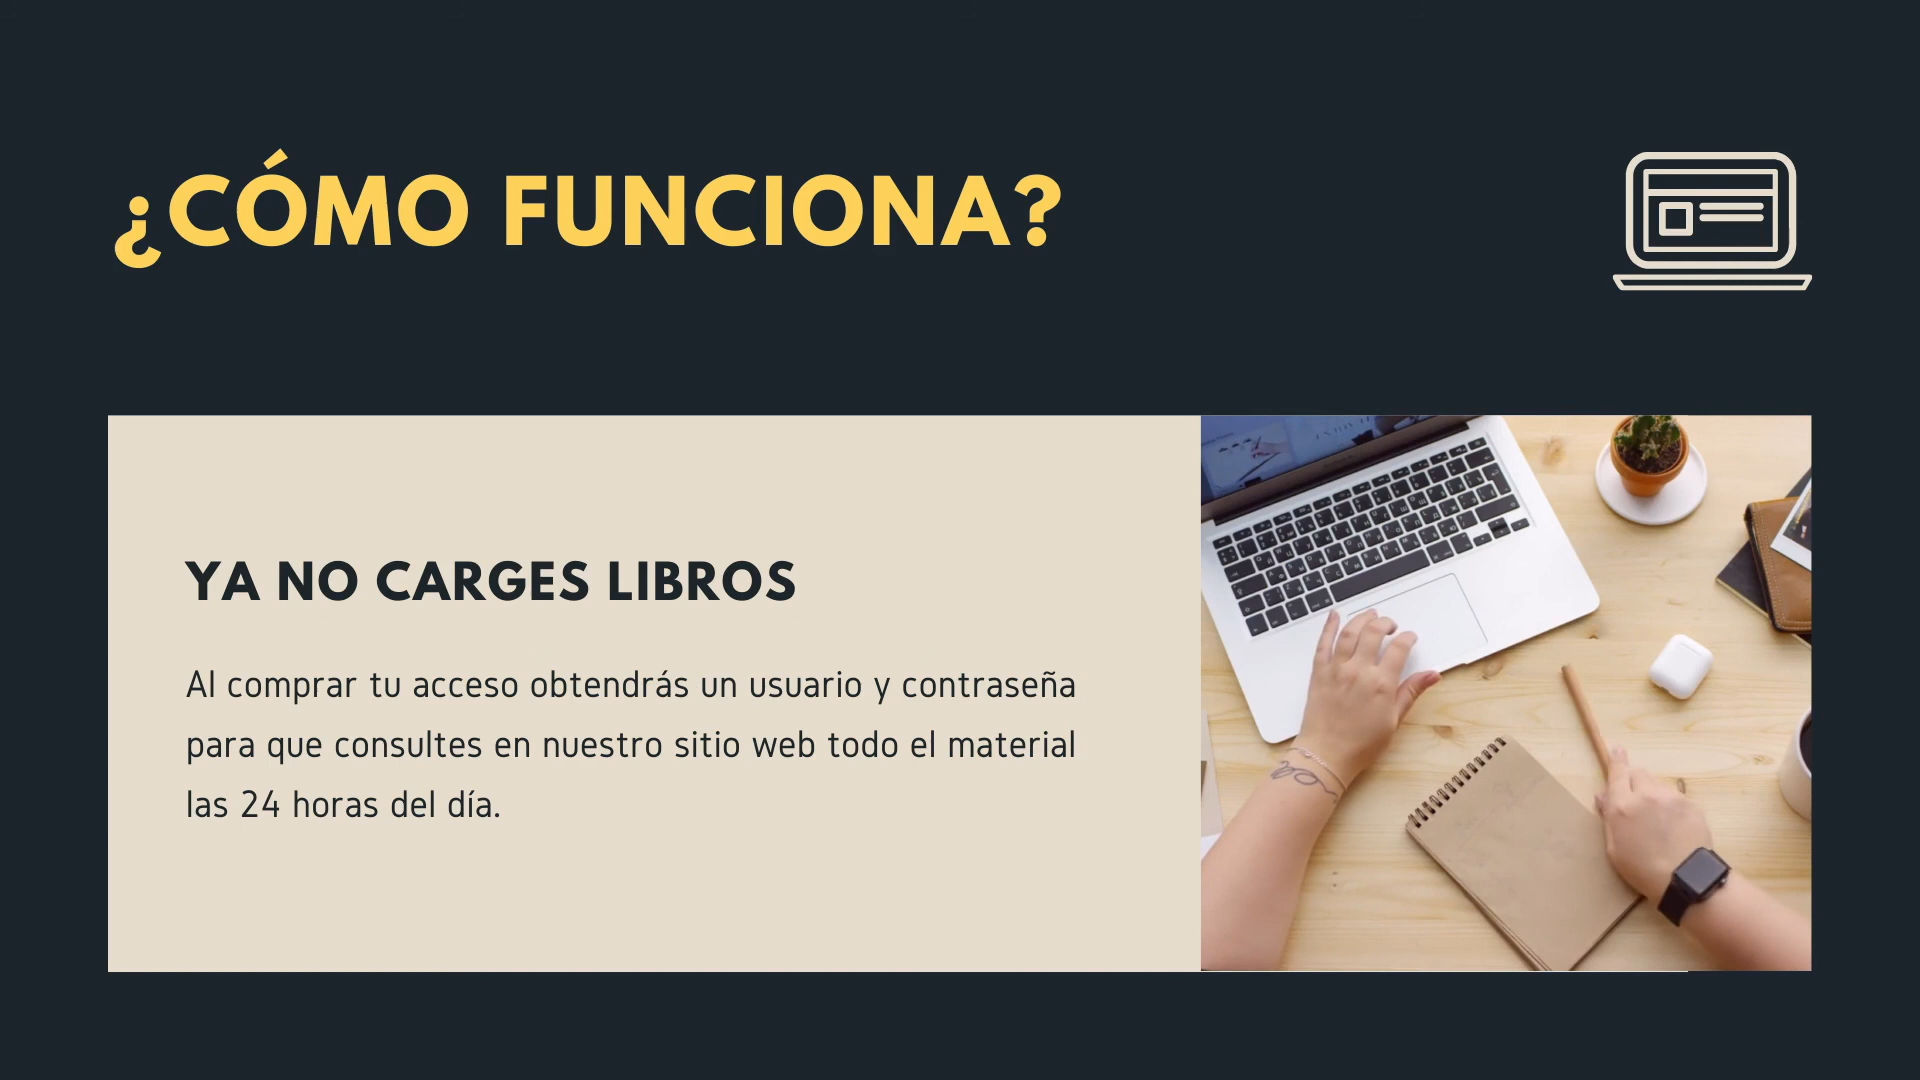 ¿CÓMO FUNCIONA?
YA NO CARGES LIBROS
Al comprar tu acceso obtendrás un usuario y contraseña
para que consultes en nuestro sitio web todo el material
las 24 horas del día.